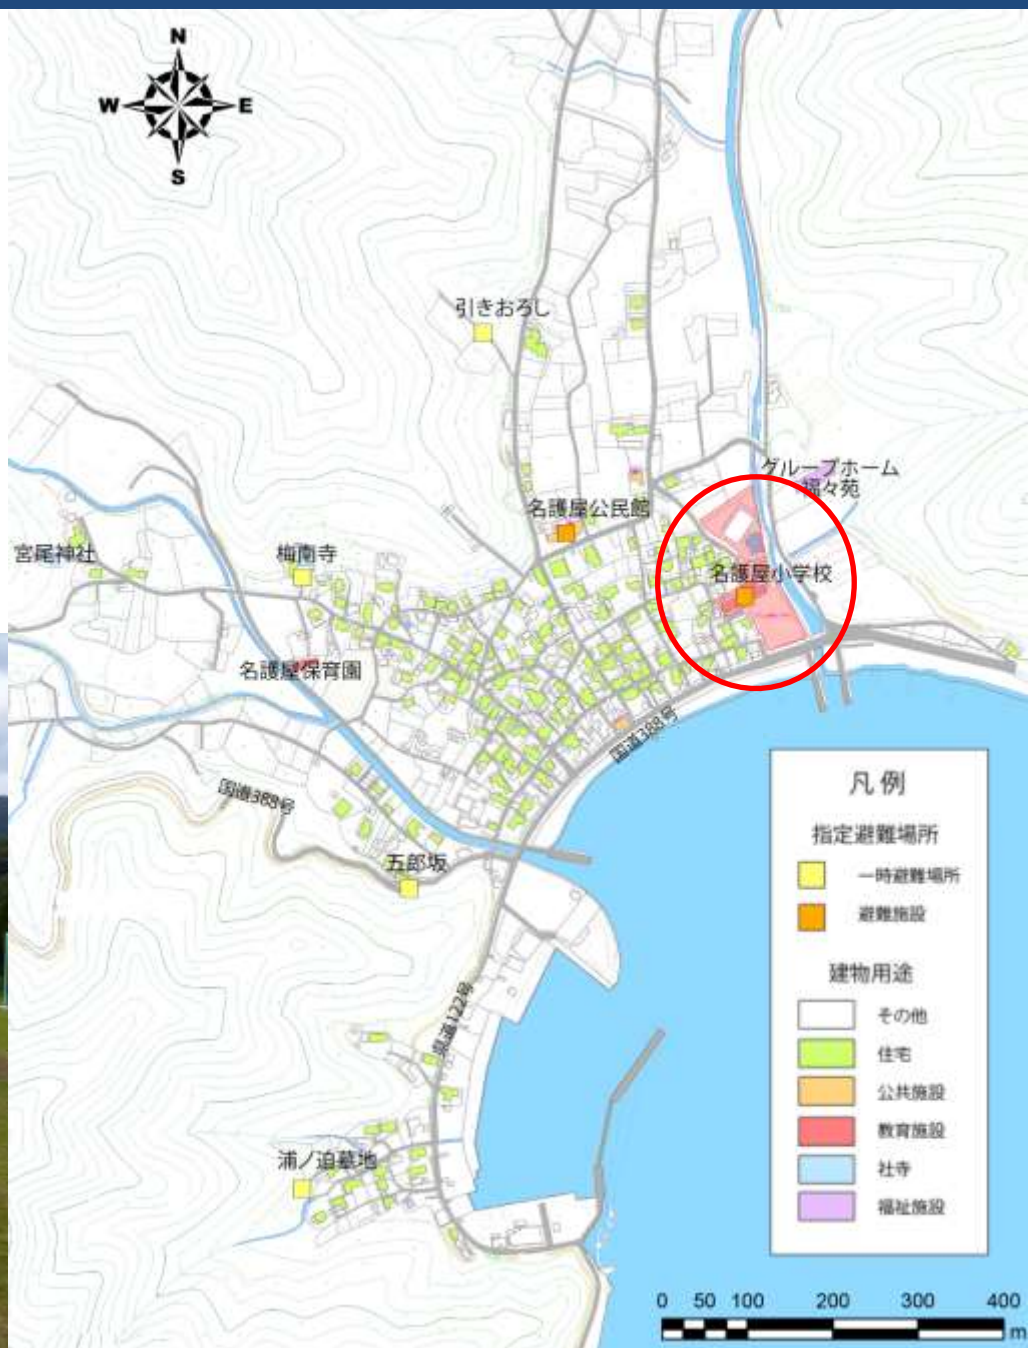 N
W
E
S
引きおろし
グループホーム
福々苑
名護屋公民館
宮尾神社
梅南寺
名護屋小学校
名護屋保育園
国道388号
国道388号
五郎坂
県道122号
浦ノ迫墓地
凡例
指定避難場所
一時避難場所
避難施設
建物用途
その他
住宅
公共施設
教育施設
社寺
福祉施設
0 50 100 200 300 400
m